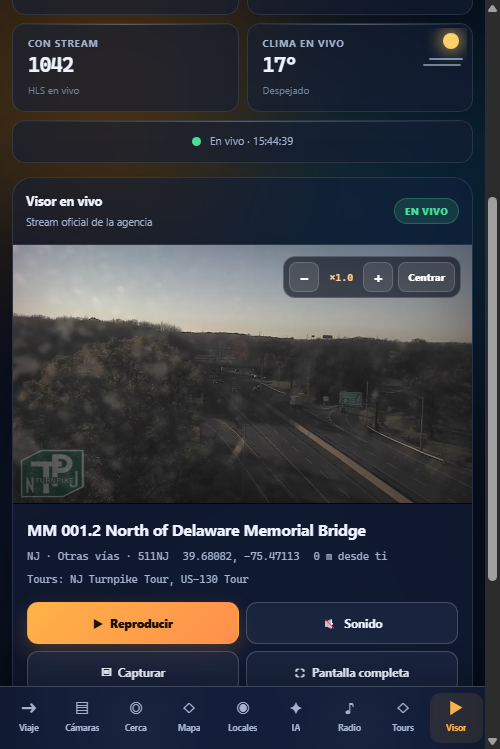 CON STREAM
1042
HLS en vivo
CLIMA EN VIVO
17°
Despejado
En vivo · 15:44:39
Visor en vivo
Stream oficial de la agencia
EN VIVO
− ×1.0 + Centrar
TP
N TURNPIKE J
MM 001.2 North of Delaware Memorial Bridge
NJ · Otras vías · 511NJ 39.68082, −75.47113 0 m desde ti
Tours: NJ Turnpike Tour, US−130 Tour
Reproducir
Sonido
Capturar
Pantalla completa
Viaje Cámaras Cerca Mapa Locales IA Radio Tours Visor